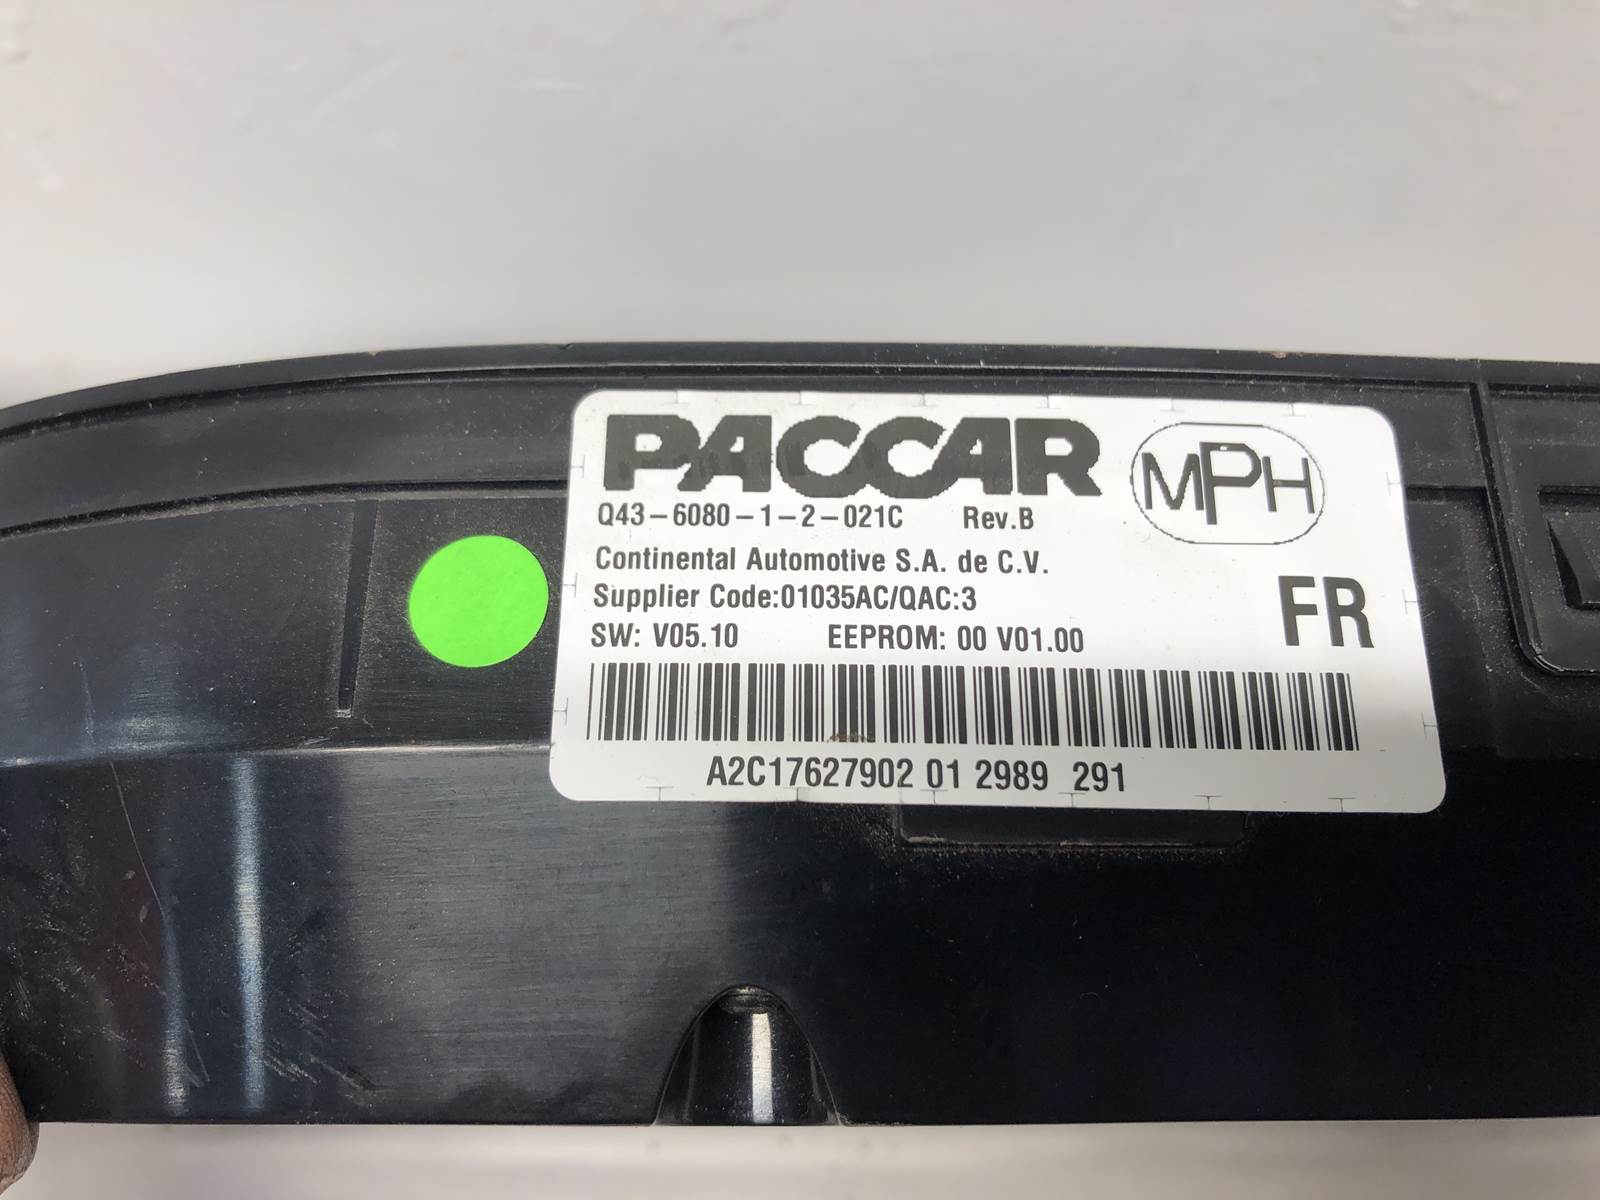 PACCAR
MPH
Q43-6080-1-2-021C Rev.B
Continental Automotive S.A. de C.V.
Supplier Code:01035AC/QAC:3
FR
SW: V05.10 EEPROM: 00 V01.00
A2C17627902 01 2989 291